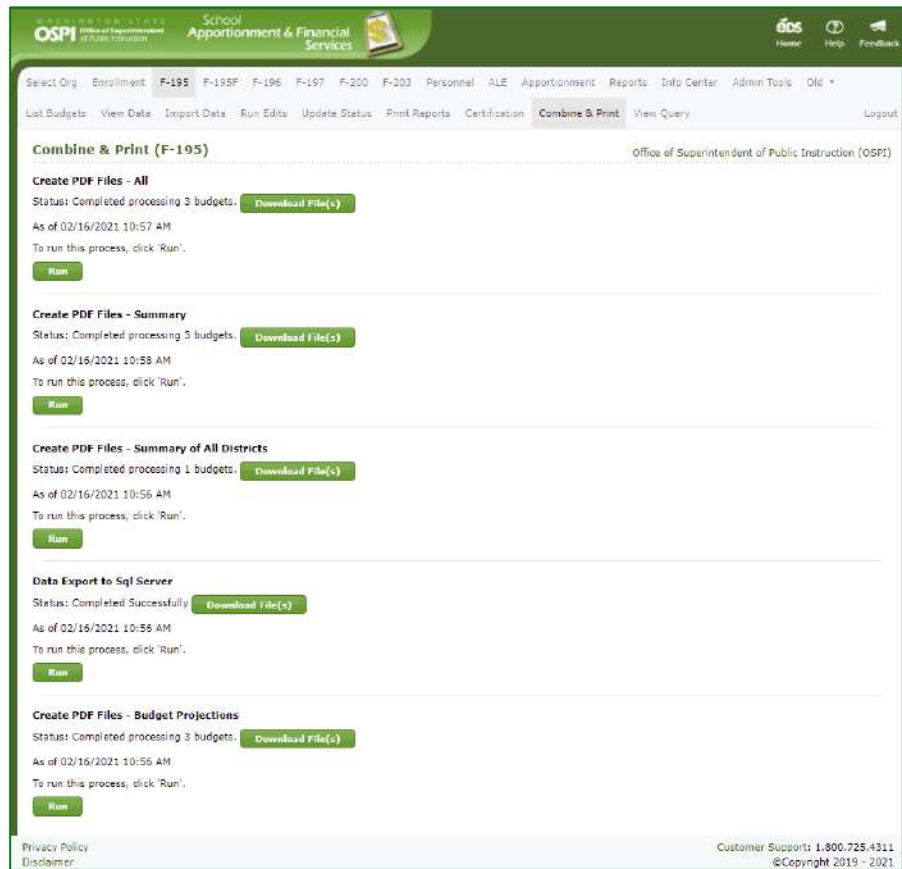 WASHINGTON STATE
OSPI Office of Superintendent of Public Instruction
School
Apportionment & Financial
Services
eds
Home Help Feedback
Select Org Enrollment F-195 F-195F F-196 F-197 F-200 F-203 Personnel ALE Apportionment Reports Info Center Admin Tools Old
List Budgets View Data Import Data Run Edits Update Status Print Reports Certification Combine & Print View Query Logout
Combine & Print (F-195) Office of Superintendent of Public Instruction (OSPI)
Create PDF Files - All
Status: Completed processing 3 budgets. Download File(s)
As of 02/16/2021 10:57 AM
To run this process, click 'Run'.
Run
Create PDF Files - Summary
Status: Completed processing 3 budgets. Download File(s)
As of 02/16/2021 10:58 AM
To run this process, click 'Run'.
Run
Create PDF Files - Summary of All Districts
Status: Completed processing 1 budgets. Download File(s)
As of 02/16/2021 10:56 AM
To run this process, click 'Run'.
Run
Data Export to Sql Server
Status: Completed Successfully Download File(s)
As of 02/16/2021 10:56 AM
To run this process, click 'Run'.
Run
Create PDF Files - Budget Projections
Status: Completed processing 3 budgets. Download File(s)
As of 02/16/2021 10:56 AM
To run this process, click 'Run'.
Run
Privacy Policy Customer Support: 1.800.725.4311
Disclaimer ©Copyright 2019 - 2021